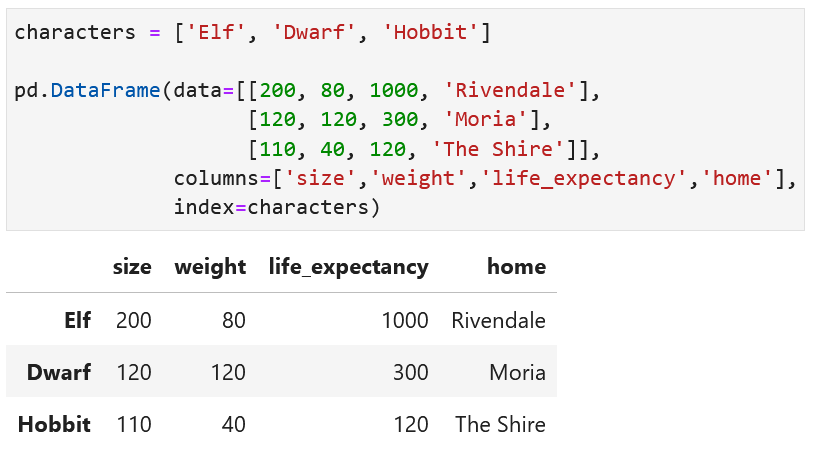 characters = ['Elf', 'Dwarf', 'Hobbit']
pd.DataFrame(data=[[200, 80, 1000, 'Rivendale'],
[120, 120, 300, 'Moria'],
[110, 40, 120, 'The Shire']],
columns=['size','weight','life_expectancy','home'],
index=characters)
size weight life_expectancy home
Elf 200 80 1000 Rivendale
Dwarf 120 120 300 Moria
Hobbit 110 40 120 The Shire